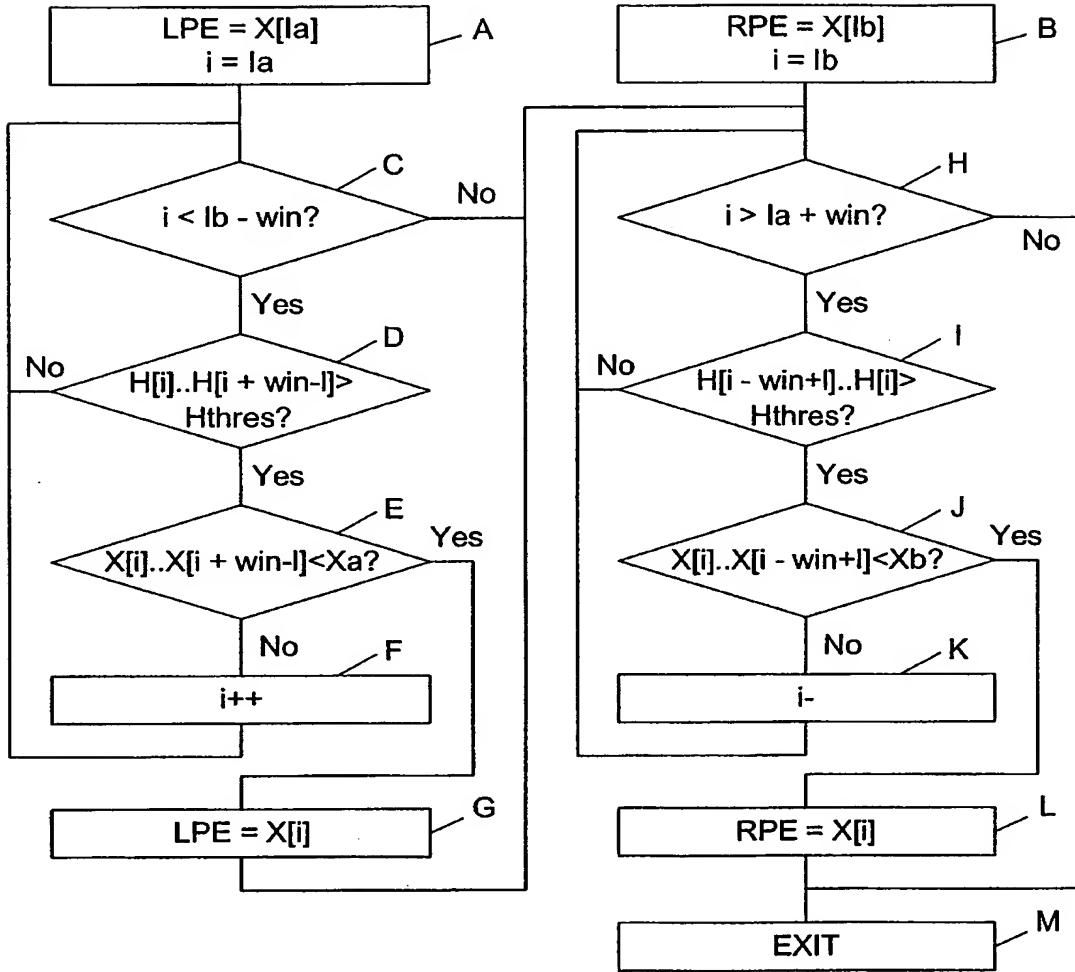 LPE = X[Ia]
i = Ia
A
C
i < Ib - win?
No
Yes
D
No
H[i]..H[i + win-I]>
Hthres?
Yes
E
Yes
X[i]..X[i + win-I]<Xa?
No
F
i++
LPE = X[i]
G
RPE = X[Ib]
i = Ib
B
H
i > Ia + win?
No
Yes
I
No
H[i - win+I]..H[i]>
Hthres?
Yes
J
Yes
X[i]..X[i - win+I]<Xb?
No
K
i-
RPE = X[i]
L
EXIT
M